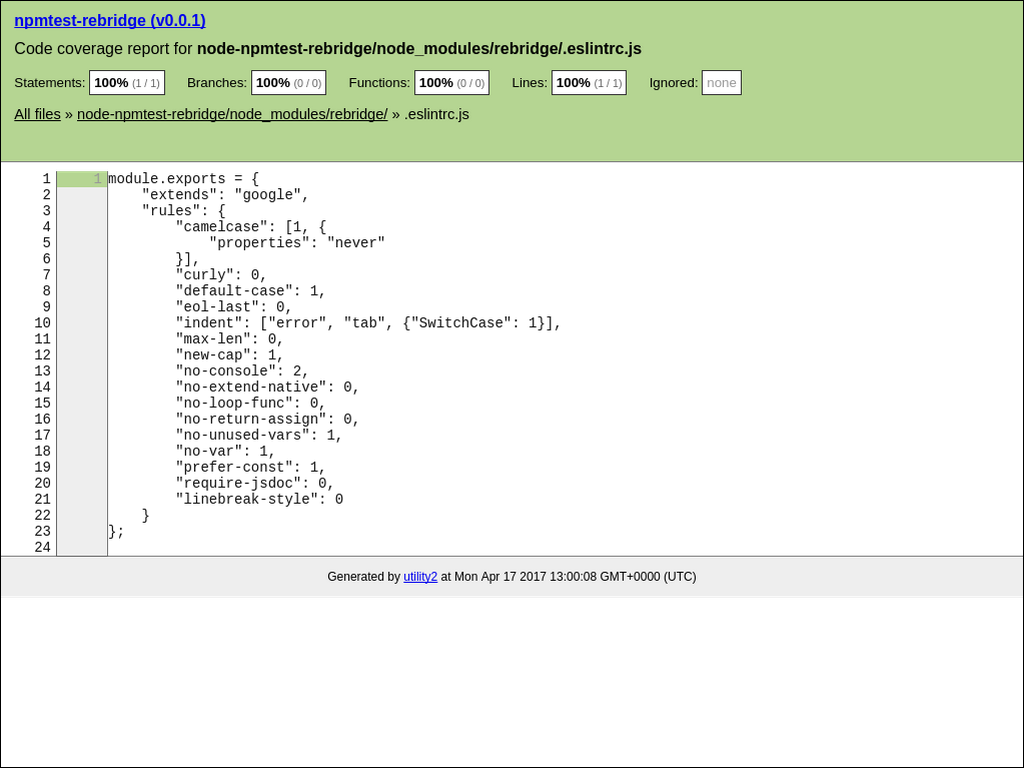 npmtest-rebridge (v0.0.1)
Code coverage report for node-npmtest-rebridge/node_modules/rebridge/.eslintrc.js
Statements: 100% (1 / 1) Branches: 100% (0 / 0) Functions: 100% (0 / 0) Lines: 100% (1 / 1) Ignored: none
All files » node-npmtest-rebridge/node_modules/rebridge/ » .eslintrc.js
1 1 module.exports = {
2     "extends": "google",
3     "rules": {
4         "camelcase": [1, {
5             "properties": "never"
6         }],
7         "curly": 0,
8         "default-case": 1,
9         "eol-last": 0,
10         "indent": ["error", "tab", {"SwitchCase": 1}],
11         "max-len": 0,
12         "new-cap": 1,
13         "no-console": 2,
14         "no-extend-native": 0,
15         "no-loop-func": 0,
16         "no-return-assign": 0,
17         "no-unused-vars": 1,
18         "no-var": 1,
19         "prefer-const": 1,
20         "require-jsdoc": 0,
21         "linebreak-style": 0
22     }
23 };
24
Generated by utility2 at Mon Apr 17 2017 13:00:08 GMT+0000 (UTC)